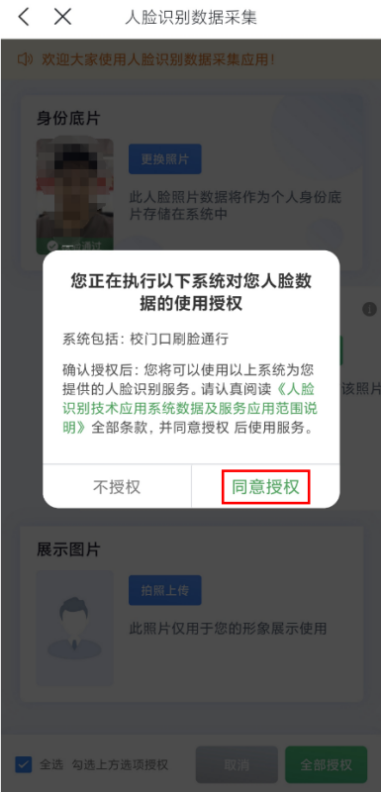 人脸识别数据采集
欢迎大家使用人脸识别数据采集应用!
身份底片
更换照片
此人脸照片数据将作为个人身份底
片存储在系统中
通过
您正在执行以下系统对您人脸数
据的使用授权
系统包括: 校门口刷脸通行
确认授权后: 您将可以使用以上系统为您
提供的人脸识别服务。请认真阅读《人脸
识别技术应用系统数据及服务应用范围说
明》全部条款, 并同意授权 后使用服务。
该照片
不授权
同意授权
展示图片
拍照上传
此照片仅用于您的形象展示使用
全选 勾选上方选项授权
取消
全部授权